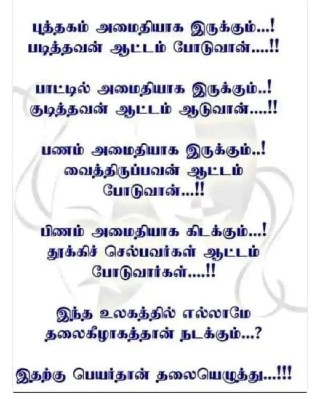 புத்தகம் அமைதியாக இருக்கும்...!
படித்தவன் ஆட்டம் போடுவான்....!!
பாட்டில் அமைதியாக இருக்கும்..!
குடித்தவன் ஆட்டம் ஆடுவான்....!!
பணம் அமைதியாக இருக்கும்..!
வைத்திருப்பவன் ஆட்டம்
போடுவான்...!!
பிணம் அமைதியாக கிடக்கும்...!
தூக்கிச் செல்பவர்கள் ஆட்டம்
போடுவார்கள்....!!
இந்த உலகத்தில் எல்லாமே
தலைகீழாகத்தான் நடக்கும்...?
இதற்கு பெயர்தான் தலையெழுத்து...!!!